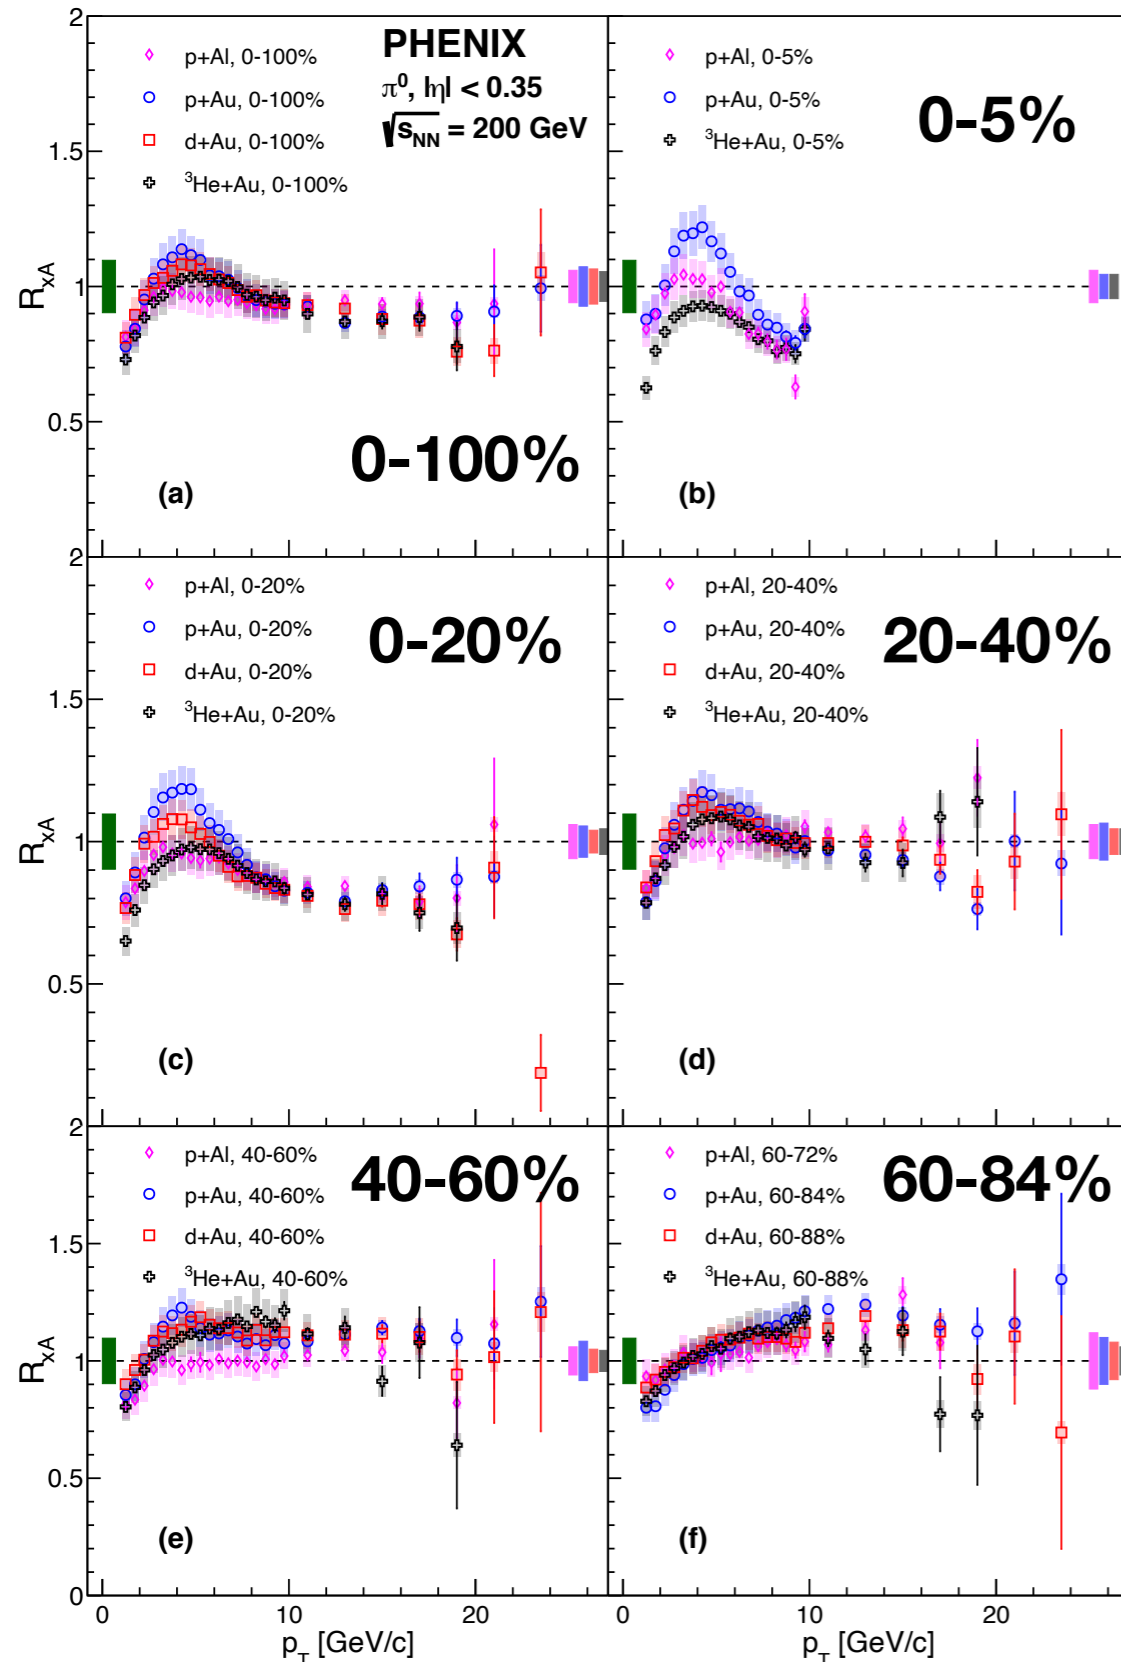 2
1.5
1
0.5
2
R_xA
p+Al, 0-100%
p+Au, 0-100%
d+Au, 0-100%
³He+Au, 0-100%
PHENIX
π⁰, |η| < 0.35
√s_NN = 200 GeV
0-100%
(a)
p+Al, 0-5%
p+Au, 0-5%
³He+Au, 0-5%
0-5%
(b)
1.5
1
0.5
2
R_xA
p+Al, 0-20%
p+Au, 0-20%
d+Au, 0-20%
³He+Au, 0-20%
0-20%
(c)
p+Al, 20-40%
p+Au, 20-40%
d+Au, 20-40%
³He+Au, 20-40%
20-40%
(d)
1.5
1
0.5
0
R_xA
p+Al, 40-60%
p+Au, 40-60%
d+Au, 40-60%
³He+Au, 40-60%
40-60%
(e)
p+Al, 60-72%
p+Au, 60-84%
d+Au, 60-88%
³He+Au, 60-88%
60-84%
(f)
0 10 20
0 10 20
p_T [GeV/c]
p_T [GeV/c]